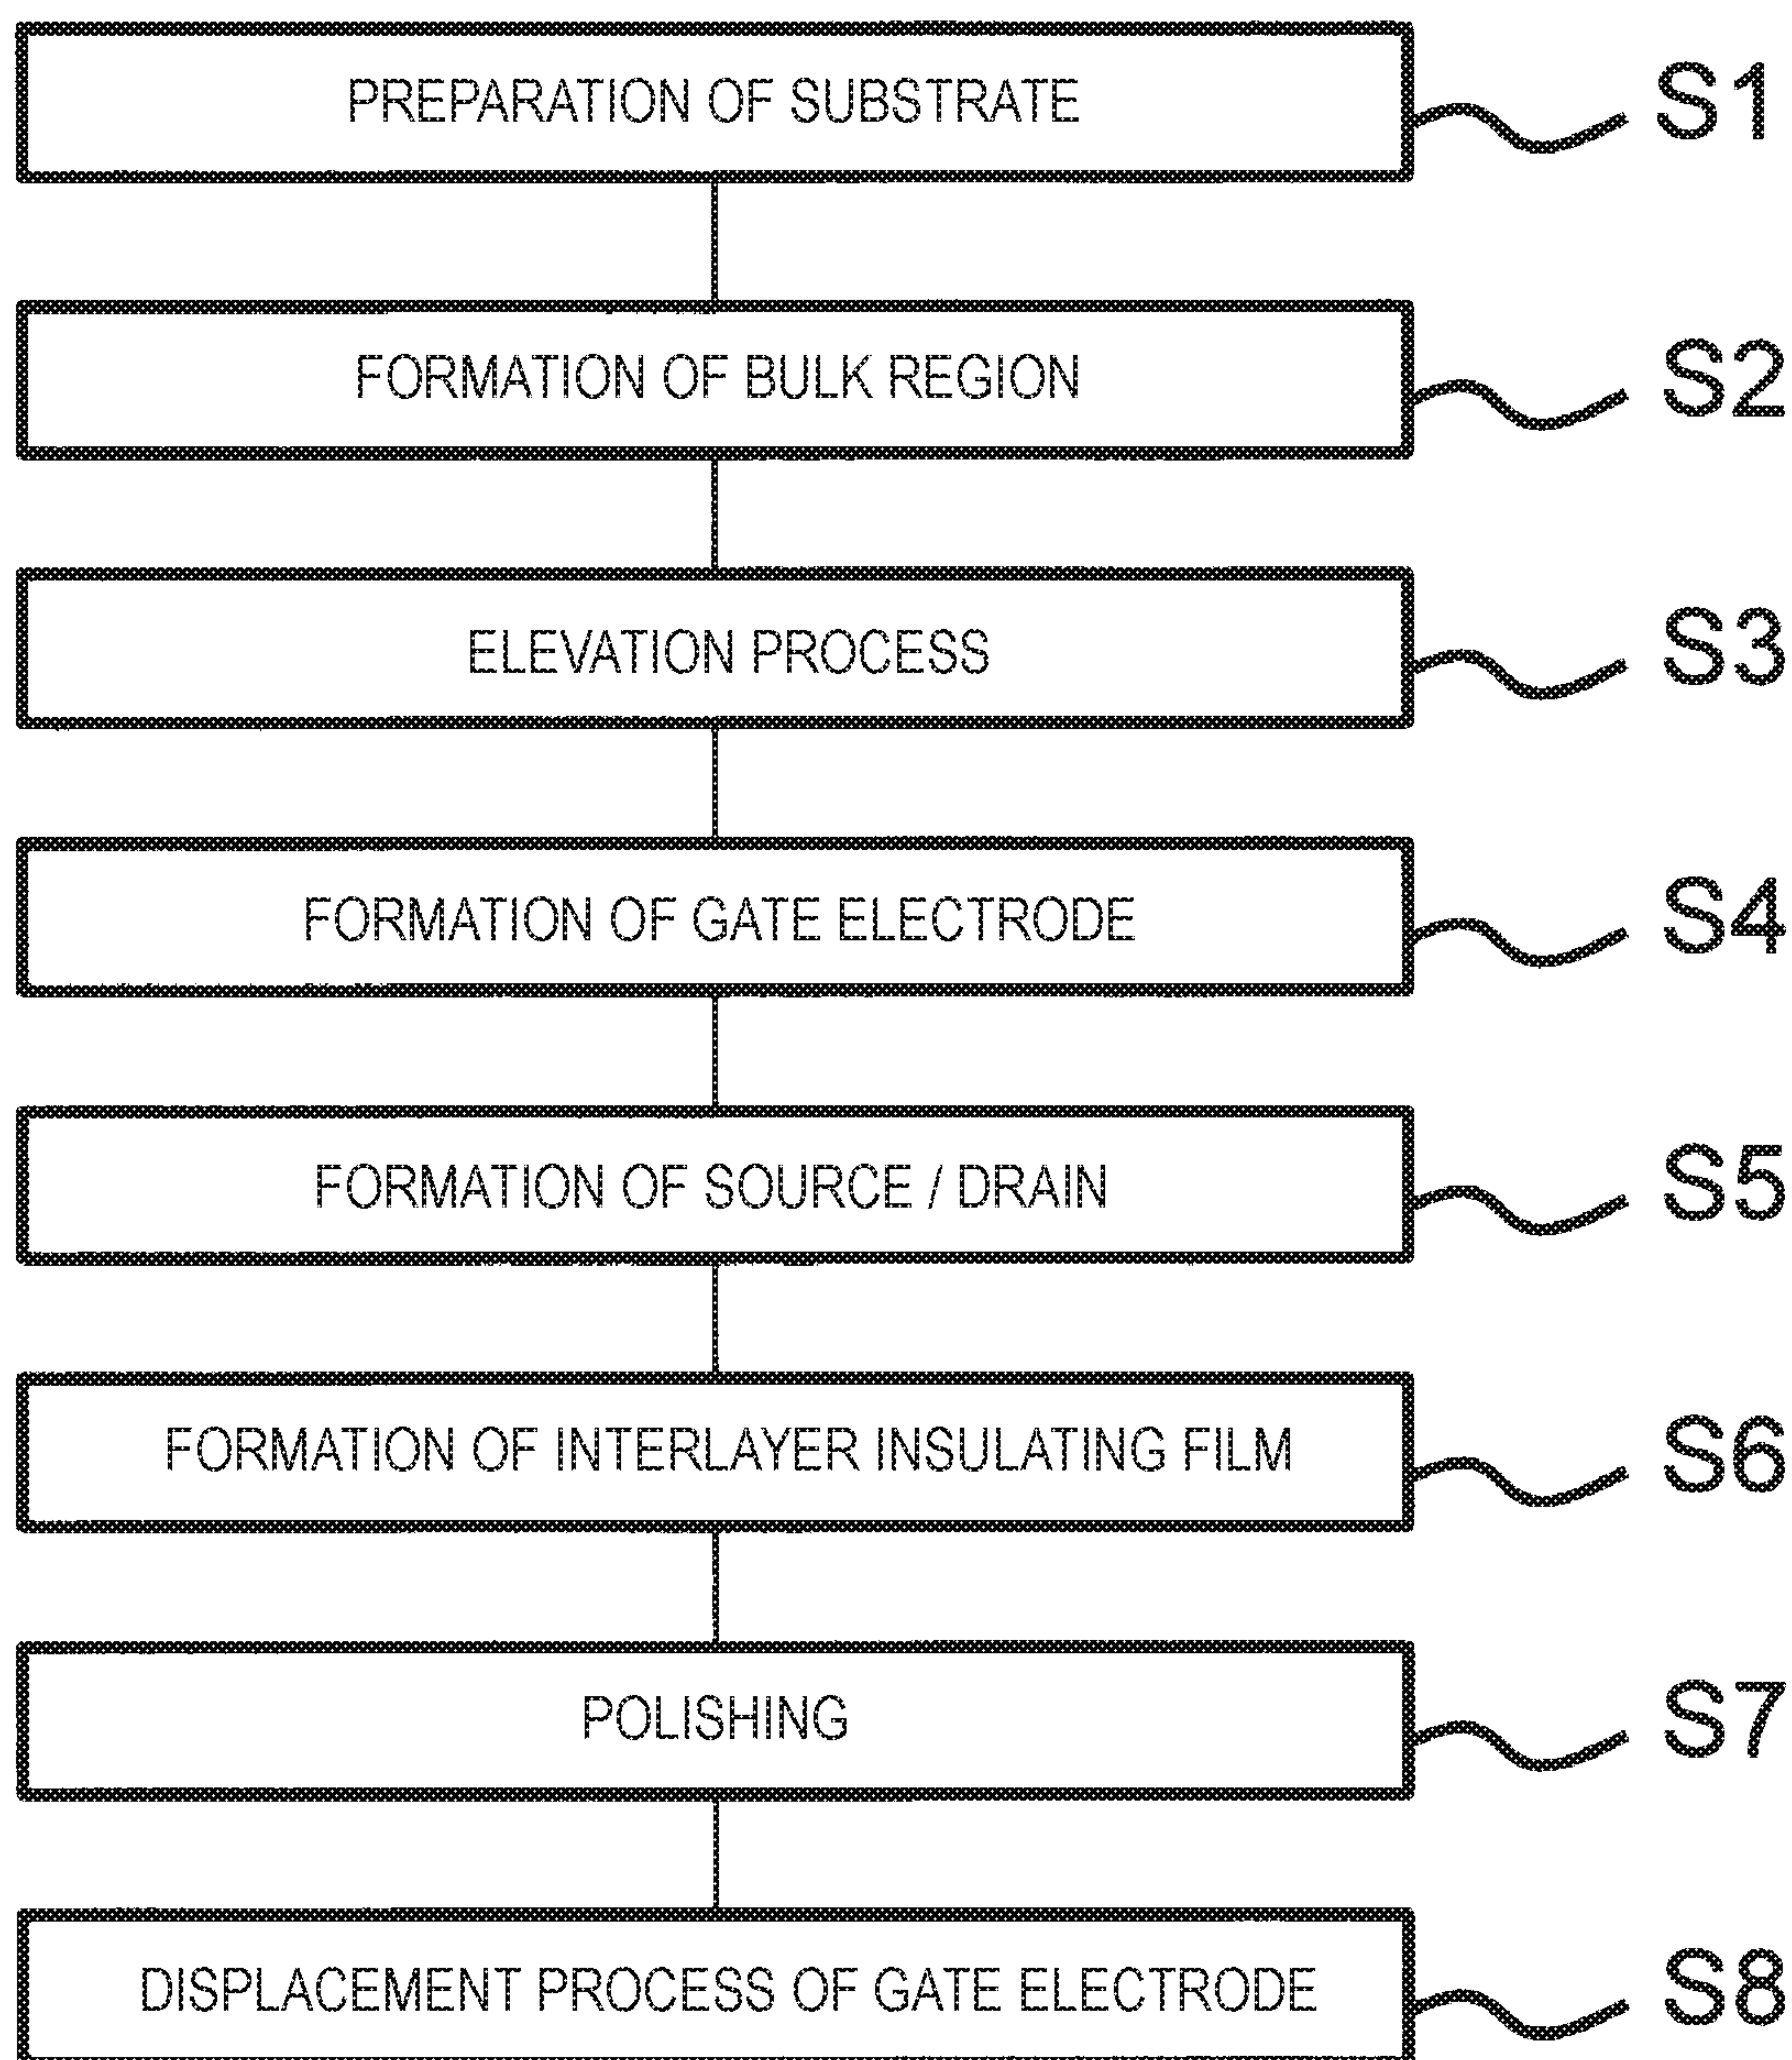 PREPARATION OF SUBSTRATE S1
FORMATION OF BULK REGION S2
ELEVATION PROCESS S3
FORMATION OF GATE ELECTRODE S4
FORMATION OF SOURCE / DRAIN S5
FORMATION OF INTERLAYER INSULATING FILM S6
POLISHING S7
DISPLACEMENT PROCESS OF GATE ELECTRODE S8